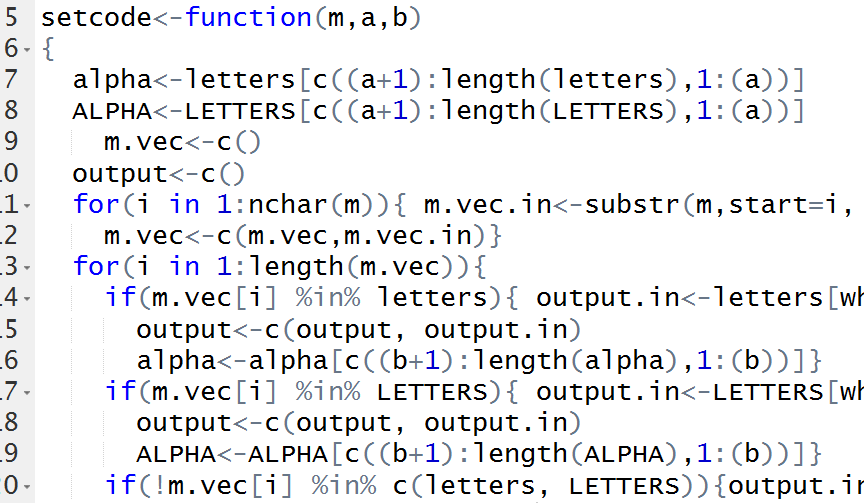 5 setcode<-function(m,a,b)
6 {
7 alpha<-letters[c((a+1):length(letters),1:(a))]
8 ALPHA<-LETTERS[c((a+1):length(LETTERS),1:(a))]
9 m.vec<-c()
0 output<-c()
1 for(i in 1:nchar(m)){ m.vec.in<-substr(m,start=i,
2 m.vec<-c(m.vec,m.vec.in)}
3 for(i in 1:length(m.vec)){
4 if(m.vec[i] %in% letters){ output.in<-letters[wh
5 output<-c(output, output.in)
6 alpha<-alpha[c((b+1):length(alpha),1:(b))]}
7 if(m.vec[i] %in% LETTERS){ output.in<-LETTERS[wh
8 output<-c(output, output.in)
9 ALPHA<-ALPHA[c((b+1):length(ALPHA),1:(b))]}
0 if(!m.vec[i] %in% c(letters, LETTERS)){output.in